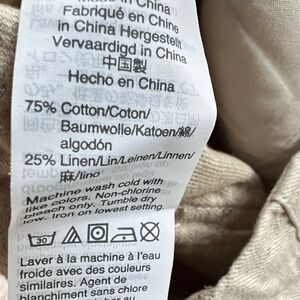 Made in China
Fabriqué en Chine
in China Hergestellt
Vervaardigd in China
中国製
Hecho en China
75% Cotton/Coton/
Baumwolle/Katoen/綿/
algodón
25% Linen/Lin/Leinen/Linnen/
麻/lino
Machine wash cold with
like colors. Non-chlorine
bleach only. Tumble dry
low. Iron on lowest setting.
30
Laver à la machine à l'eau
froide avec des couleurs
similaires. Agent de
blanchiment sans chlore